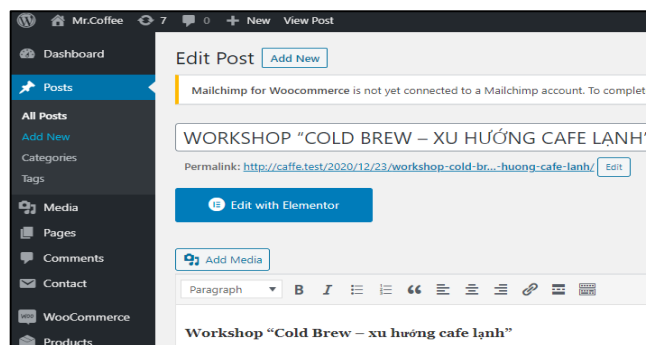 Mr.Coffee 7 0 New View Post
Dashboard
Posts
All Posts
Add New
Categories
Tags
Media
Pages
Comments
Contact
WooCommerce
Products
Edit Post Add New
Mailchimp for Woocommerce is not yet connected to a Mailchimp account. To complet
WORKSHOP “COLD BREW – XU HƯỚNG CAFE LẠNH”
Permalink: http://caffe.test/2020/12/23/workshop-cold-br...-huong-cafe-lanh/ Edit
Edit with Elementor
Add Media
Paragraph B I
Workshop “Cold Brew – xu hướng cafe lạnh”